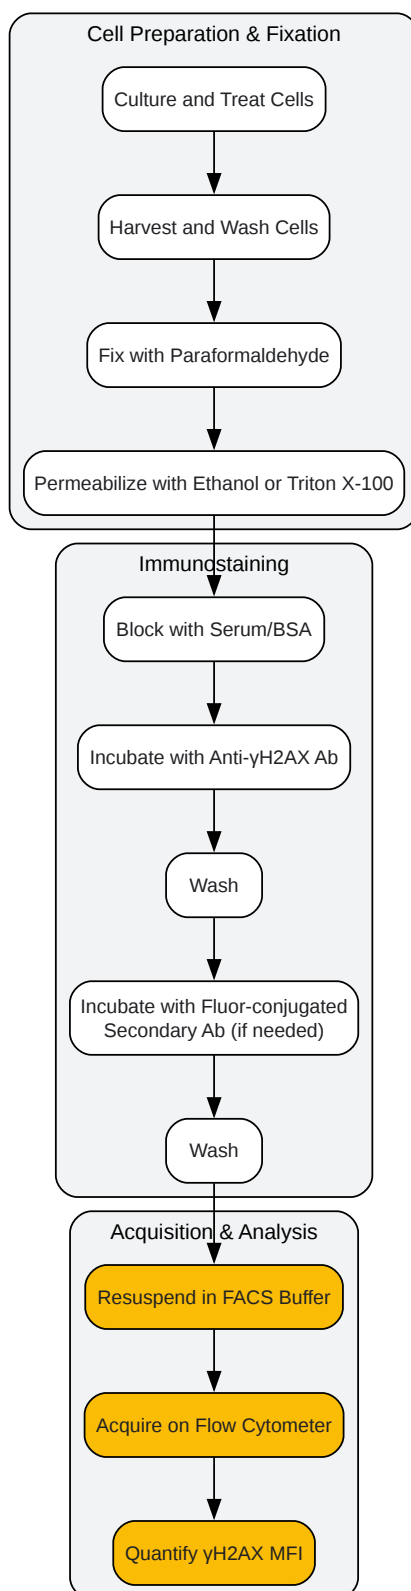 Cell Preparation & Fixation
Culture and Treat Cells
Harvest and Wash Cells
Fix with Paraformaldehyde
Permeabilize with Ethanol or Triton X-100
Immunostaining
Block with Serum/BSA
Incubate with Anti-γH2AX Ab
Wash
Incubate with Fluor-conjugated
Secondary Ab (if needed)
Wash
Acquisition & Analysis
Resuspend in FACS Buffer
Acquire on Flow Cytometer
Quantify γH2AX MFI